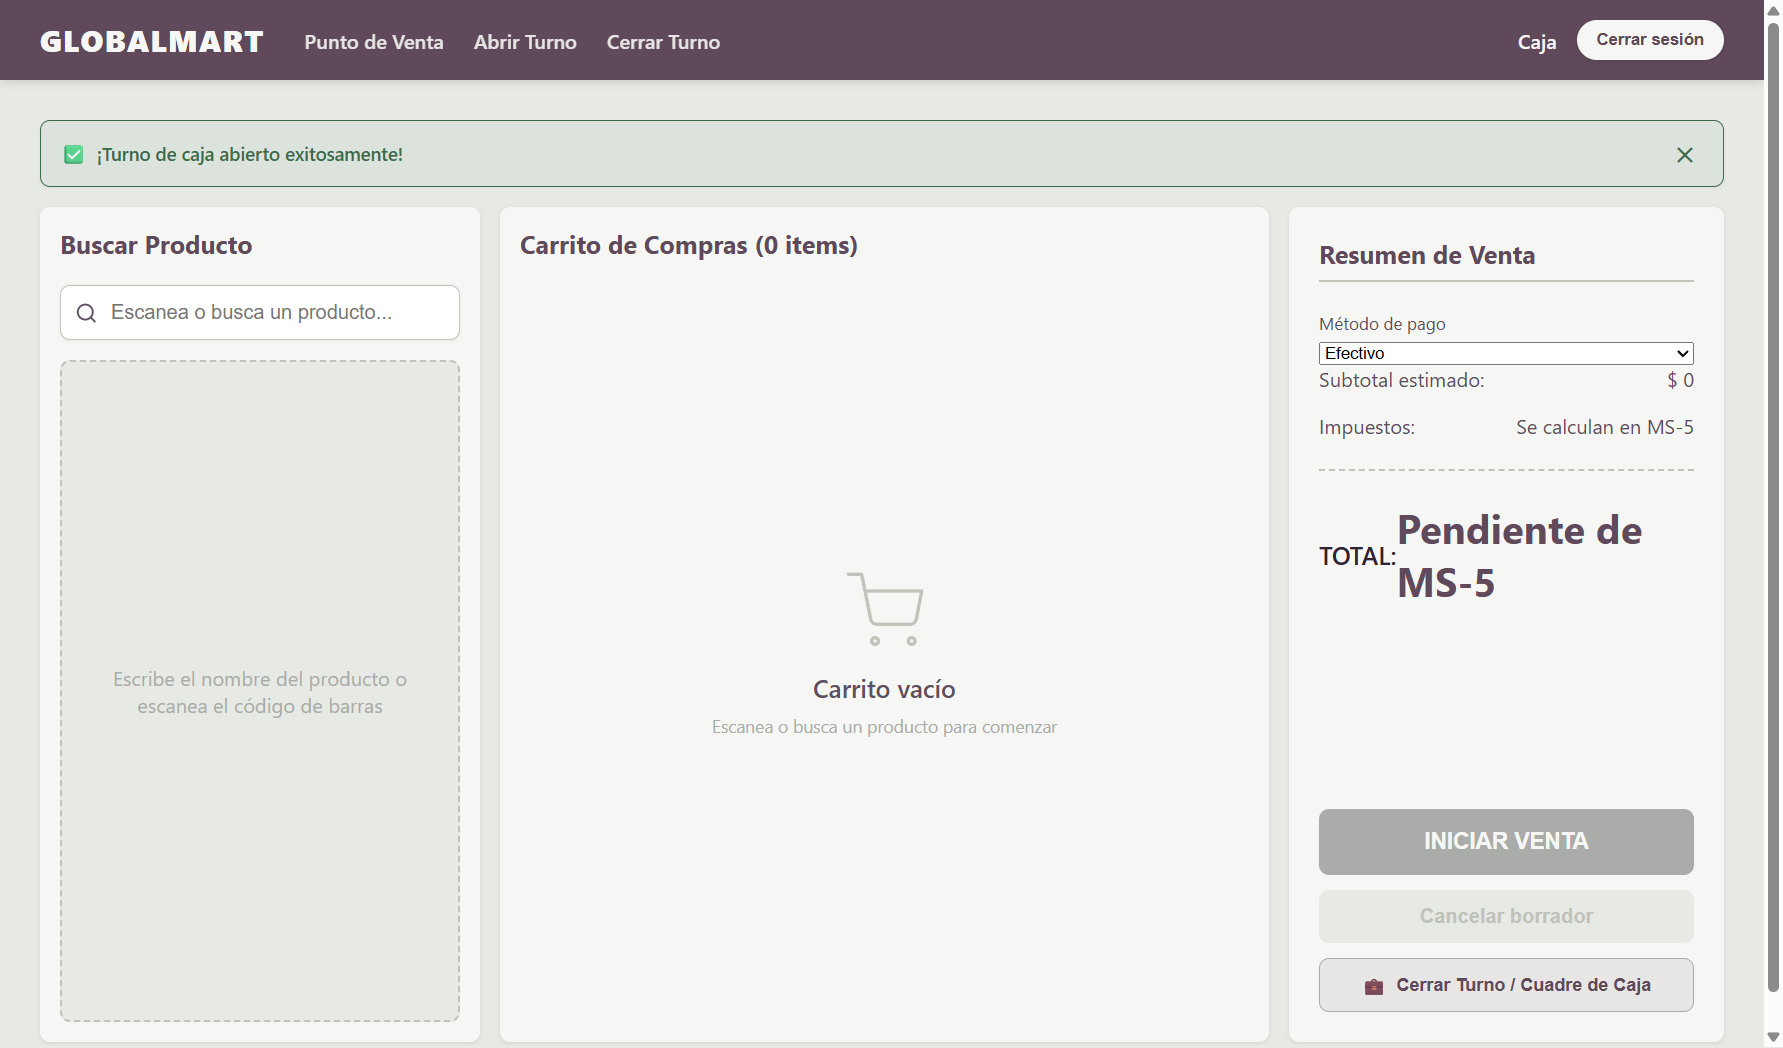 GLOBALMART
Punto de Venta
Abrir Turno
Cerrar Turno
Caja
Cerrar sesión
¡Turno de caja abierto exitosamente!
Buscar Producto
Escanea o busca un producto...
Escribe el nombre del producto o
escanea el código de barras
Carrito de Compras (0 items)
Carrito vacío
Escanea o busca un producto para comenzar
Resumen de Venta
Método de pago
Efectivo
Subtotal estimado: $ 0
Impuestos: Se calculan en MS-5
TOTAL: Pendiente de
MS-5
INICIAR VENTA
Cancelar borrador
Cerrar Turno / Cuadre de Caja